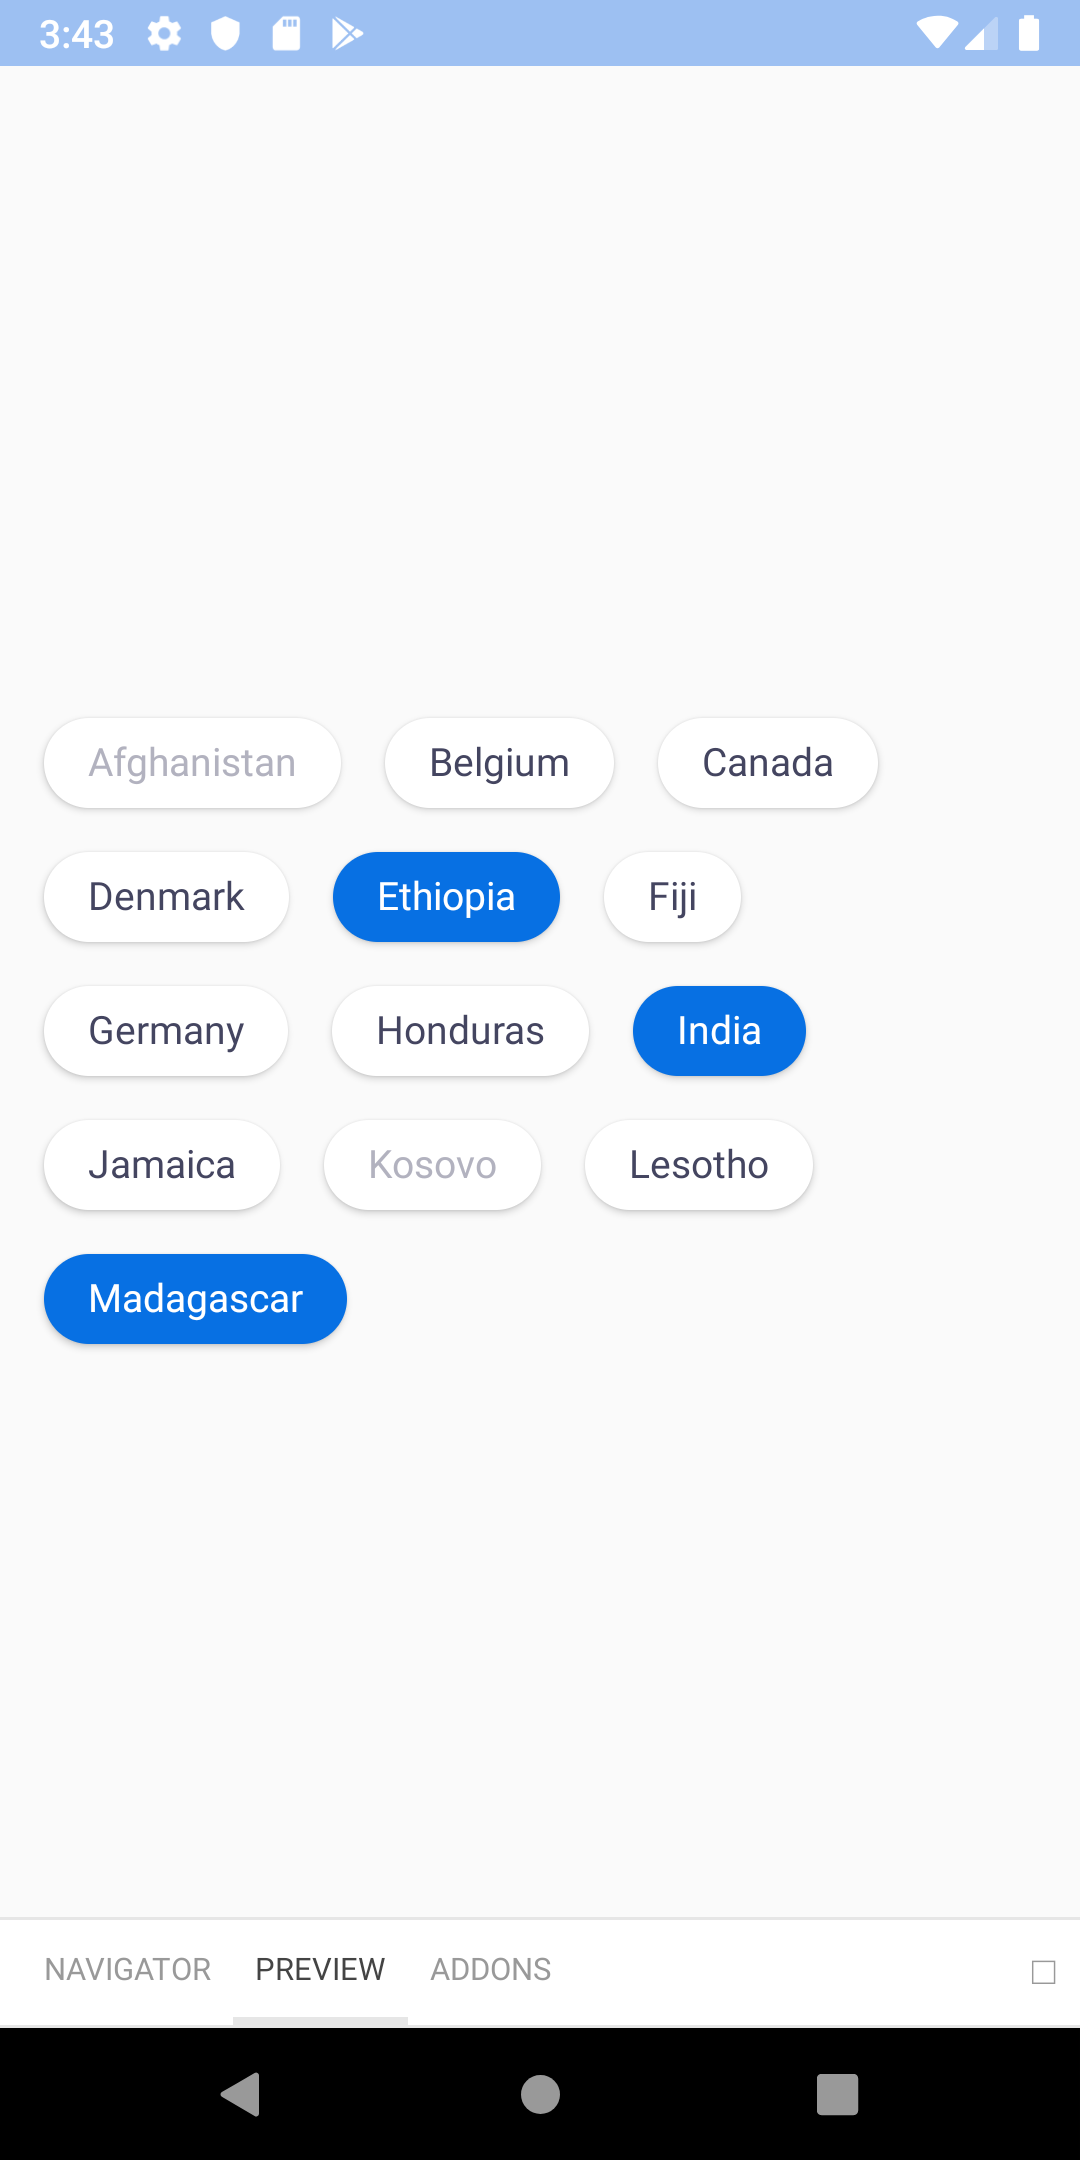 3:43
Afghanistan Belgium Canada
Denmark Ethiopia Fiji
Germany Honduras India
Jamaica Kosovo Lesotho
Madagascar
NAVIGATOR PREVIEW ADDONS